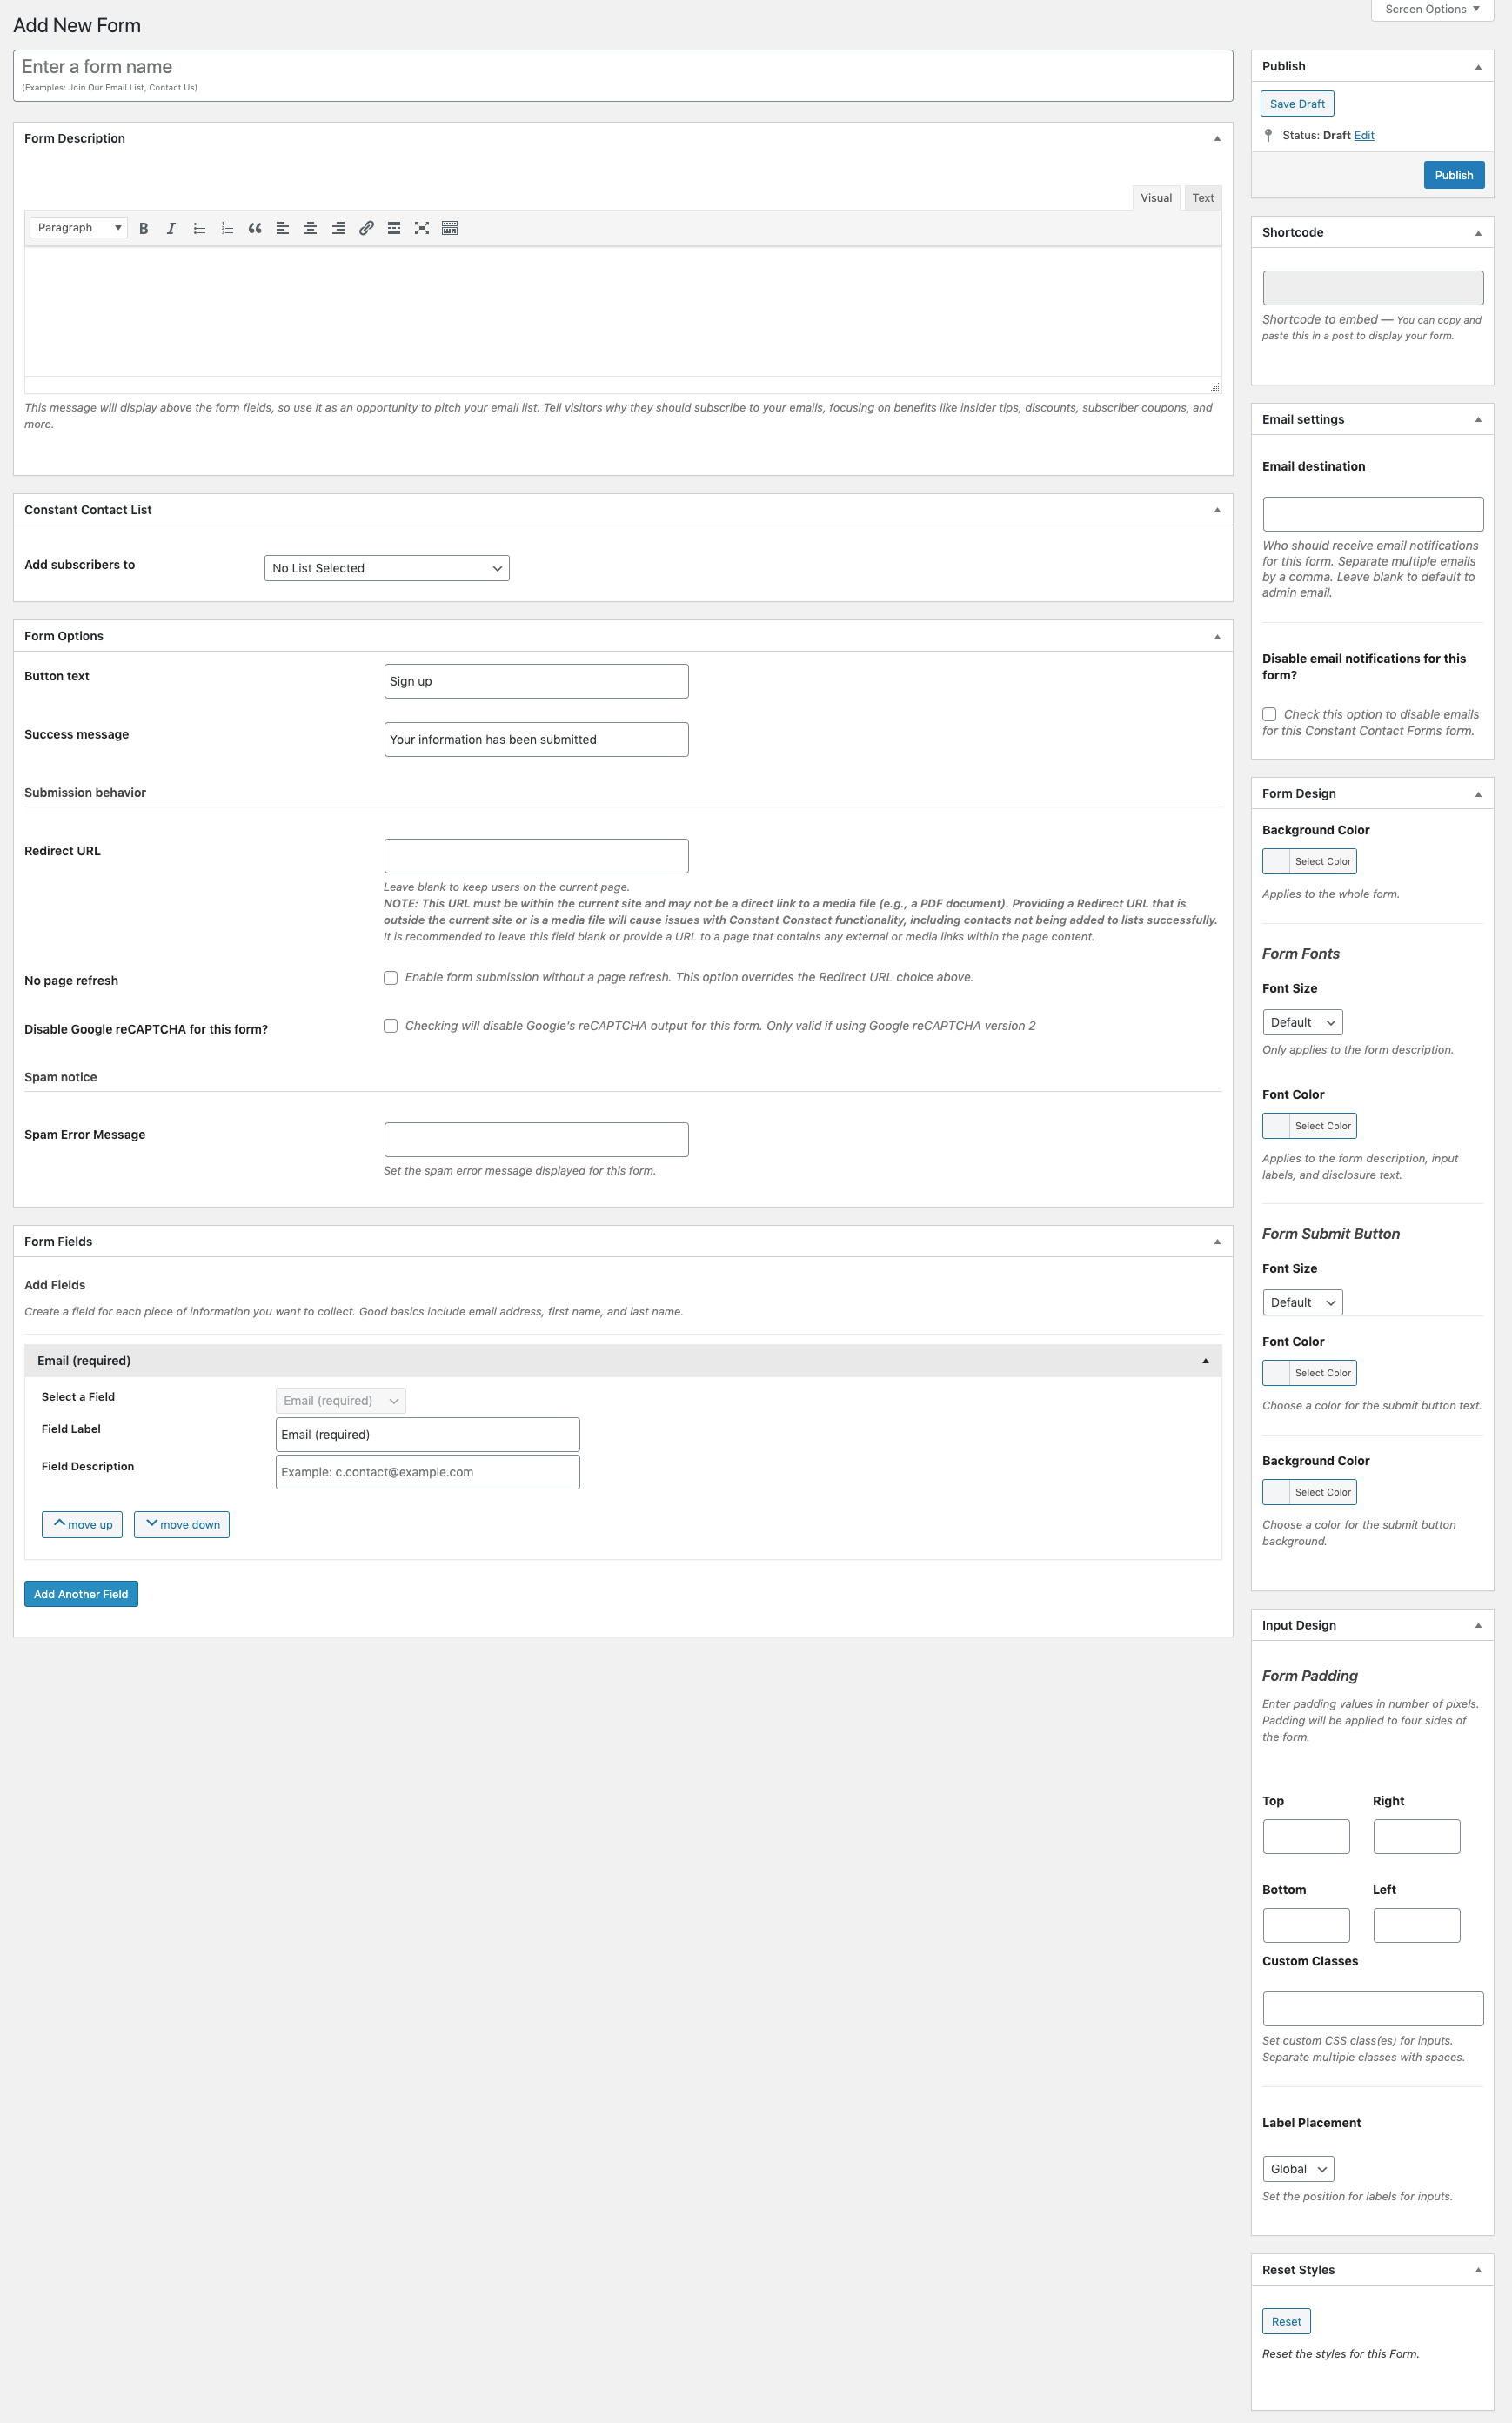 Screen Options
Add New Form
Enter a form name
(Examples: Join Our Email List, Contact Us)
Form Description
Visual
Text
Paragraph
This message will display above the form fields, so use it as an opportunity to pitch your email list. Tell visitors why they should subscribe to your emails, focusing on benefits like insider tips, discounts, subscriber coupons, and
more.
Constant Contact List
Add subscribers to
No List Selected
Form Options
Button text
Sign up
Success message
Your information has been submitted
Submission behavior
Redirect URL
Leave blank to keep users on the current page.
NOTE: This URL must be within the current site and may not be a direct link to a media file (e.g., a PDF document). Providing a Redirect URL that is
outside the current site or is a media file will cause issues with Constant Constact functionality, including contacts not being added to lists successfully.
It is recommended to leave this field blank or provide a URL to a page that contains any external or media links within the page content.
No page refresh
Enable form submission without a page refresh. This option overrides the Redirect URL choice above.
Disable Google reCAPTCHA for this form?
Checking will disable Google's reCAPTCHA output for this form. Only valid if using Google reCAPTCHA version 2
Spam notice
Spam Error Message
Set the spam error message displayed for this form.
Form Fields
Add Fields
Create a field for each piece of information you want to collect. Good basics include email address, first name, and last name.
Email (required)
Select a Field
Email (required)
Field Label
Email (required)
Field Description
Example: c.contact@example.com
move up
move down
Add Another Field
Publish
Save Draft
Status: Draft Edit
Publish
Shortcode
Shortcode to embed — You can copy and
paste this in a post to display your form.
Email settings
Email destination
Who should receive email notifications
for this form. Separate multiple emails
by a comma. Leave blank to default to
admin email.
Disable email notifications for this
form?
Check this option to disable emails
for this Constant Contact Forms form.
Form Design
Background Color
Select Color
Applies to the whole form.
Form Fonts
Font Size
Default
Only applies to the form description.
Font Color
Select Color
Applies to the form description, input
labels, and disclosure text.
Form Submit Button
Font Size
Default
Font Color
Select Color
Choose a color for the submit button text.
Background Color
Select Color
Choose a color for the submit button
background.
Input Design
Form Padding
Enter padding values in number of pixels.
Padding will be applied to four sides of
the form.
Top
Right
Bottom
Left
Custom Classes
Set custom CSS class(es) for inputs.
Separate multiple classes with spaces.
Label Placement
Global
Set the position for labels for inputs.
Reset Styles
Reset
Reset the styles for this Form.